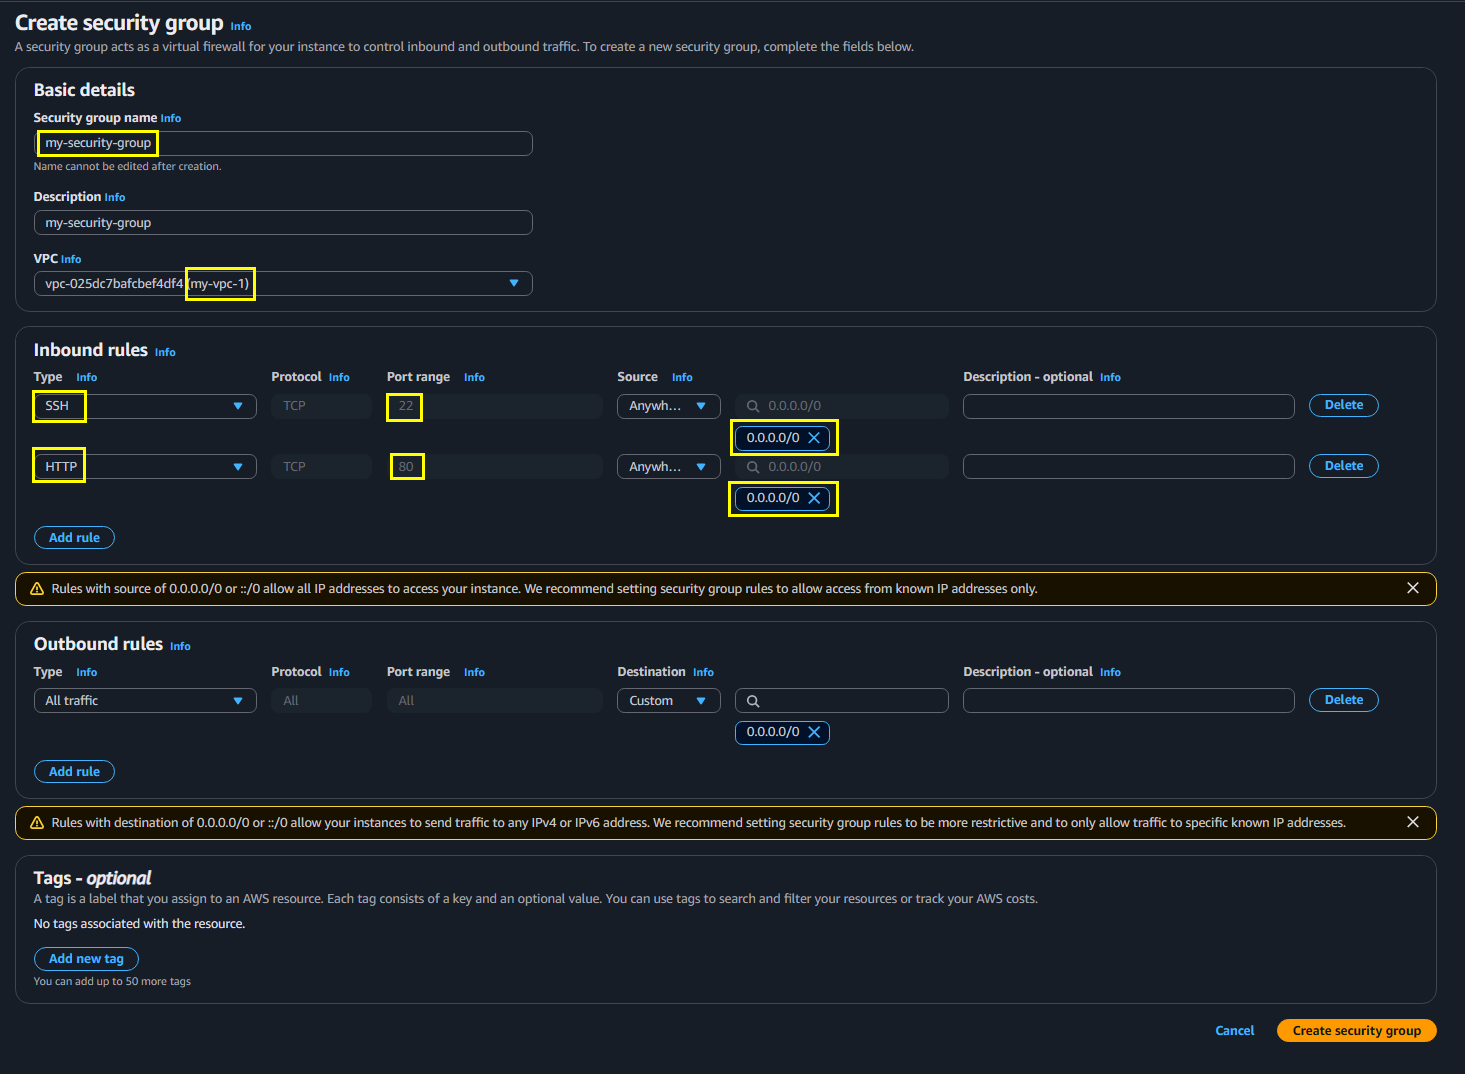 Create security group Info
A security group acts as a virtual firewall for your instance to control inbound and outbound traffic. To create a new security group, complete the fields below.
Basic details
Security group name Info
my-security-group
Name cannot be edited after creation.
Description Info
my-security-group
VPC Info
vpc-025dc7bafcbef4df4 (my-vpc-1)
Inbound rules Info
Type Info Protocol Info Port range Info Source Info Description - optional Info
SSH TCP 22 Anywh... 0.0.0.0/0 Delete
0.0.0.0/0
HTTP TCP 80 Anywh... 0.0.0.0/0 Delete
0.0.0.0/0
Add rule
Rules with source of 0.0.0.0/0 or ::/0 allow all IP addresses to access your instance. We recommend setting security group rules to allow access from known IP addresses only.
Outbound rules Info
Type Info Protocol Info Port range Info Destination Info Description - optional Info
All traffic All All Custom Delete
0.0.0.0/0
Add rule
Rules with destination of 0.0.0.0/0 or ::/0 allow your instances to send traffic to any IPv4 or IPv6 address. We recommend setting security group rules to be more restrictive and to only allow traffic to specific known IP addresses.
Tags - optional
A tag is a label that you assign to an AWS resource. Each tag consists of a key and an optional value. You can use tags to search and filter your resources or track your AWS costs.
No tags associated with the resource.
Add new tag
You can add up to 50 more tags
Cancel Create security group